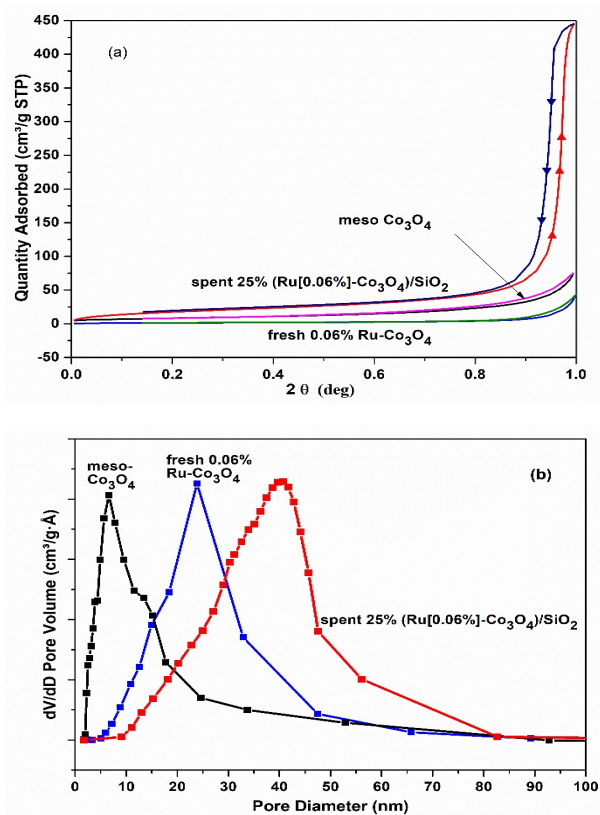 (a)
Quantity Adsorbed (cm³/g STP)
450
400
350
300
250
200
150
100
50
0
-50
meso Co₃O₄
spent 25% (Ru[0.06%]-Co₃O₄)/SiO₂
fresh 0.06% Ru-Co₃O₄
0.0 0.2 0.4 0.6 0.8 1.0
2 θ (deg)
(b)
dV/dD Pore Volume (cm³/g·Å)
meso-
Co₃O₄
fresh 0.06%
Ru-Co₃O₄
spent 25% (Ru[0.06%]-Co₃O₄)/SiO₂
0 10 20 30 40 50 60 70 80 90 100
Pore Diameter (nm)